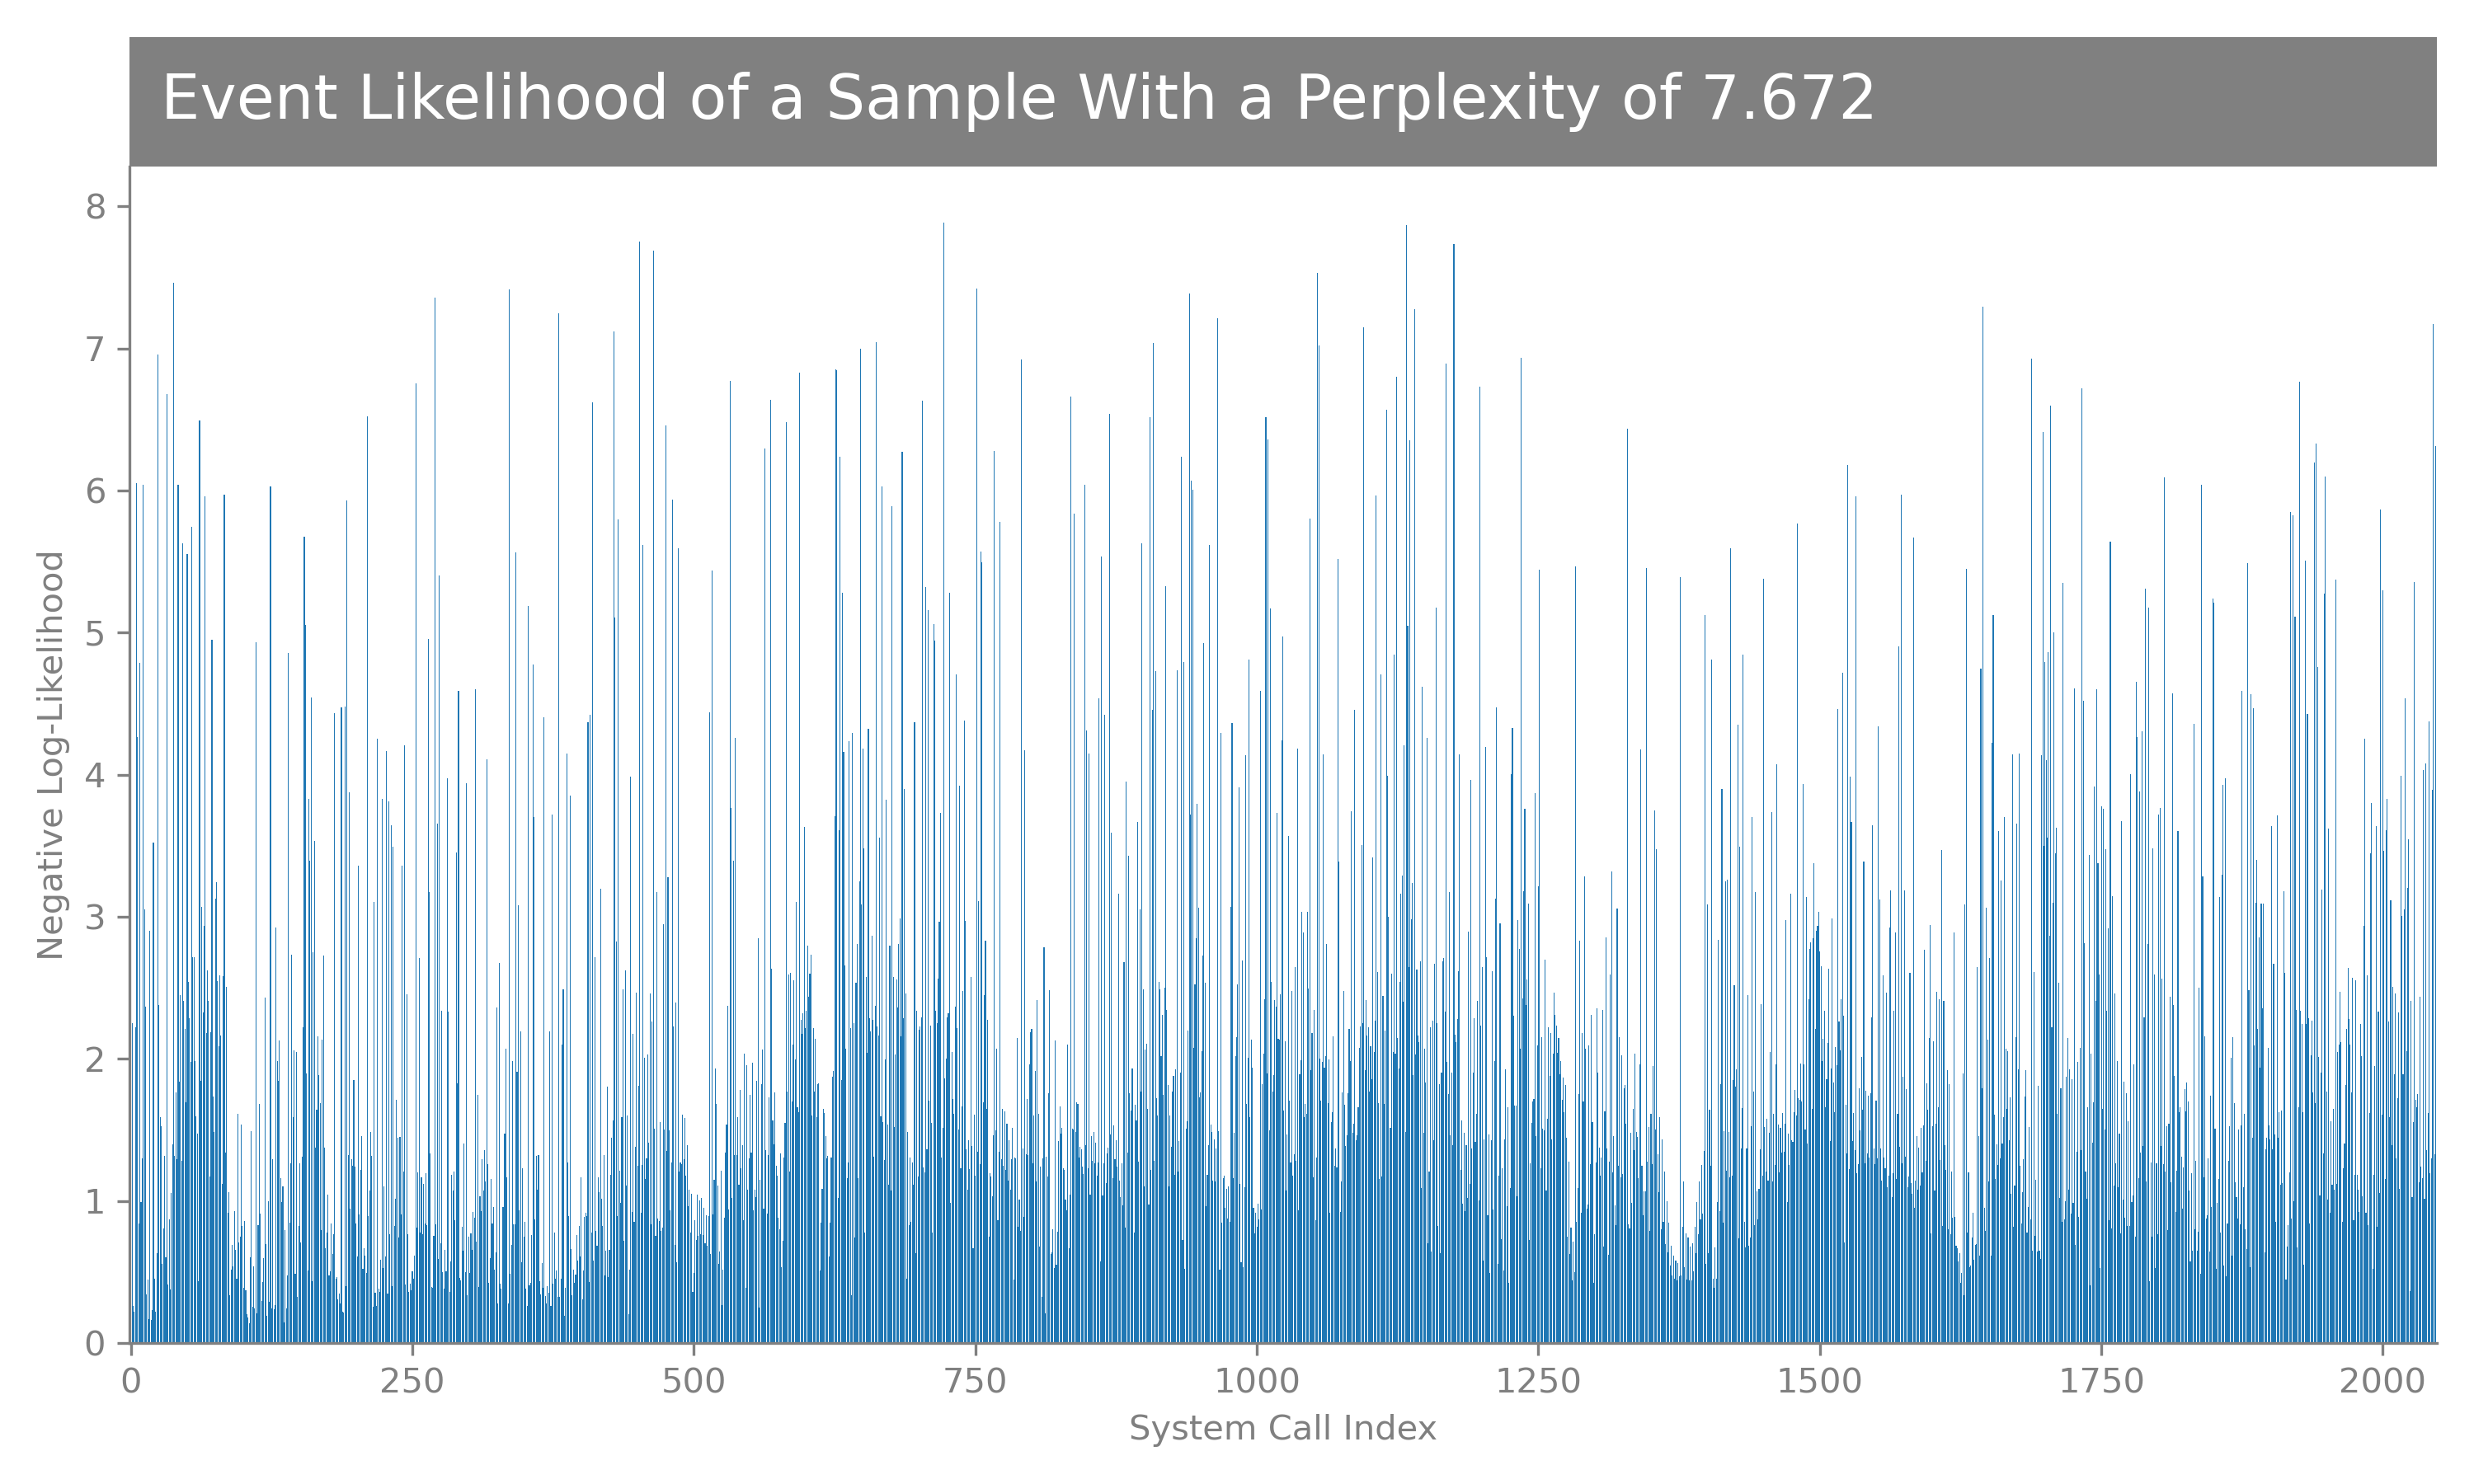 Event Likelihood of a Sample With a Perplexity of 7.672
8
7
6
5
4
3
2
1
0
Negative Log-Likelihood
0 250 500 750 1000 1250 1500 1750 2000
System Call Index